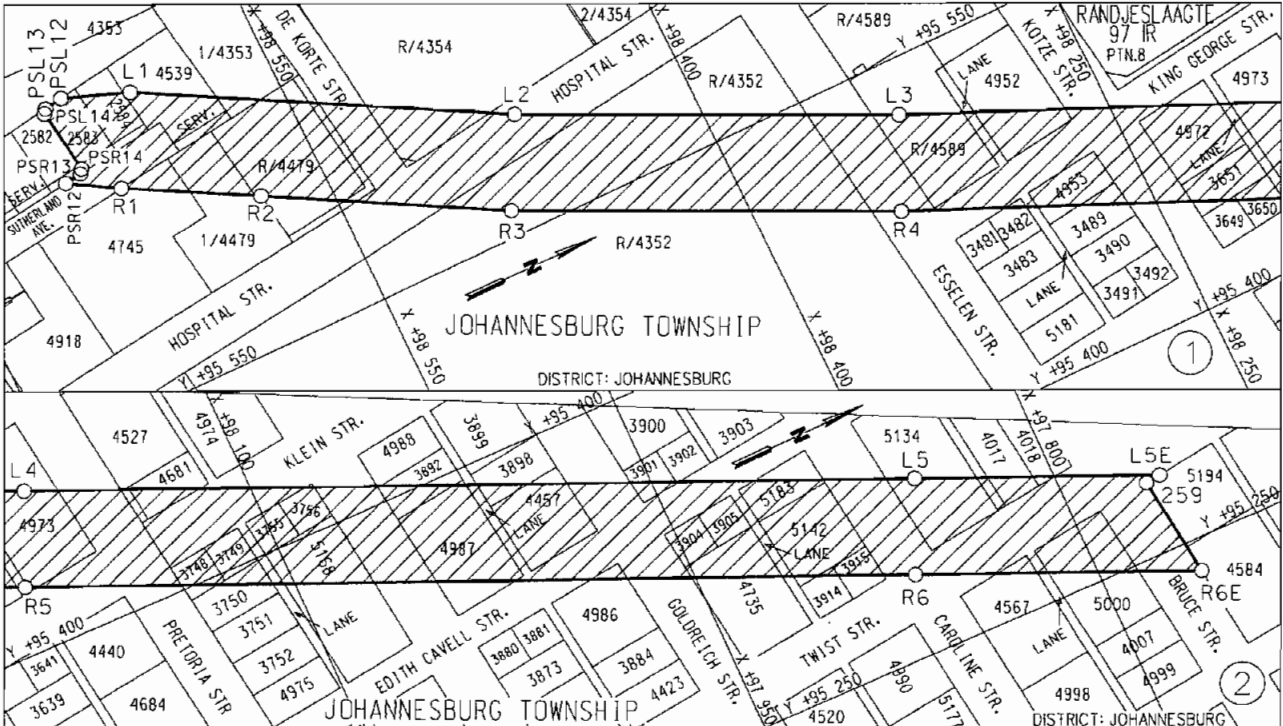 4353
2/4354
R/4589
Y +95 550
RANDJESLAAGTE
97 IR
PTN.8
PSL13
PSL12
1/4353
DE KORTE STR.
X +98 550
R/4354
HOSPITAL STR.
X +98 400
R/4352
KOTZE STR.
X +98 250
KING GEORGE STR.
LANE
4952
4973
L1
4539
L2
L3
PSL14
SERV.
2582
2583
R/4589
4972
LANE
3651
PSR13
PSR14
R/4479
4953
SERV.
SUTHERLAND
AVE.
PSR12
R1
R2
R3
R4
3481
3482
3489
3649
3650
4745
1/4479
R/4352
N
3483
3490
3492
LANE
3491
Y +95 400
HOSPITAL STR.
X +98 550
JOHANNESBURG TOWNSHIP
X +98 400
ESSELEN STR.
5181
4918
Y +95 550
DISTRICT: JOHANNESBURG
Y +95 400
1
X +98 250
4527
4974
X +98 100
KLEIN STR.
4988
3899
Y +95 400
3900
3903
N
5134
4017
4018
X +97 800
L4
4681
3892
3898
3901
3902
L5
L5E
5194
259
Y +95 250
4973
3755
3756
4457
LANE
5183
3748
3749
5168
4987
3904
3905
5142
LANE
3914
3915
4584
R5
3750
4735
R6
R6E
Y +95 400
3751
LANE
4986
GOLDREICH STR.
TWIST STR.
4567
5000
BRUCE STR.
3641
4440
PRETORIA STR
3752
EDITH CAVELL STR.
3880
3881
3884
CAROLINE STR.
LANE
4007
3639
4684
4975
3873
4423
X +97 950
Y +95 250
4990
4999
JOHANNESBURG TOWNSHIP
4520
5177
4998
DISTRICT: JOHANNESBURG
2